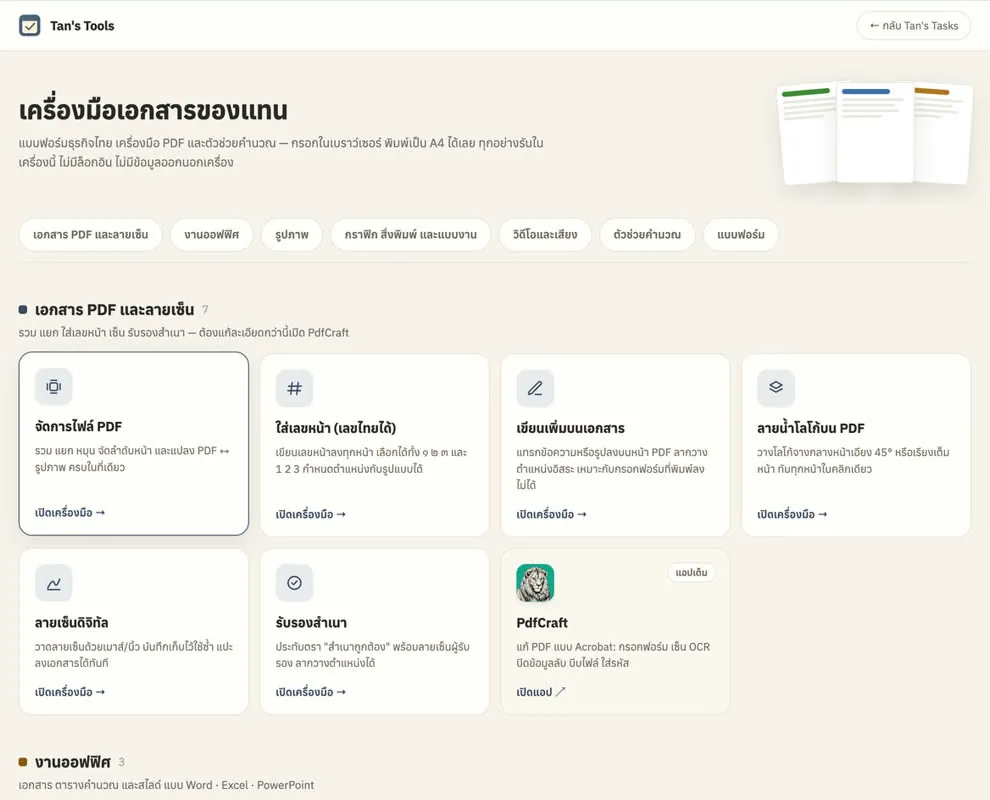 Tan's Tools
← กลับ Tan's Tasks
เครื่องมือเอกสารของแทน
แบบฟอร์มธุรกิจไทย เครื่องมือ PDF และตัวช่วยคำนวณ — กรอกในเบราว์เซอร์ พิมพ์เป็น A4 ได้เลย ทุกอย่างรันใน
เครื่องนี้ ไม่มีล็อกอิน ไม่มีข้อมูลออกนอกเครื่อง
เอกสาร PDF และลายเซ็น
งานออฟฟิศ
รูปภาพ
กราฟิก สิ่งพิมพ์ และแบบงาน
วิดีโอและเสียง
ตัวช่วยคำนวณ
แบบฟอร์ม
เอกสาร PDF และลายเซ็น 7
รวม แยก ใส่เลขหน้า เซ็น รับรองสำเนา — ต้องแก้ละเอียดกว่านี้เปิด PdfCraft
จัดการไฟล์ PDF
รวม แยก หมุน จัดลำดับหน้า และแปลง PDF ↔
รูปภาพ ครบในที่เดียว
เปิดเครื่องมือ →
ใส่เลขหน้า (เลขไทยได้)
เขียนเลขหน้าลงทุกหน้า เลือกได้ทั้ง ๑ ๒ ๓ และ
1 2 3 กำหนดตำแหน่งกับรูปแบบได้
เปิดเครื่องมือ →
เขียนเพิ่มบนเอกสาร
แทรกข้อความหรือรูปลงบนหน้า PDF ลากวาง
ตำแหน่งอิสระ เหมาะกับกรอกฟอร์มที่พิมพ์ลง
ไม่ได้
เปิดเครื่องมือ →
ลายน้ำโลโก้บน PDF
วางโลโก้จางกลางหน้าเอียง 45° หรือเรียงเต็ม
หน้า ทับทุกหน้าในคลิกเดียว
เปิดเครื่องมือ →
ลายเซ็นดิจิทัล
วาดลายเซ็นด้วยเมาส์/นิ้ว บันทึกเก็บไว้ใช้ซ้ำ แปะ
ลงเอกสารได้ทันที
เปิดเครื่องมือ →
รับรองสำเนา
ประทับตรา "สำเนาถูกต้อง" พร้อมลายเซ็นผู้รับ
รอง ลากวางตำแหน่งได้
เปิดเครื่องมือ →
แอปเต็ม
PdfCraft
แก้ PDF แบบ Acrobat: กรอกฟอร์ม เซ็น OCR
ปิดข้อมูลลับ บีบไฟล์ ใส่รหัส
เปิดแอป ↗
งานออฟฟิศ 3
เอกสาร ตารางคำนวณ และสไลด์ แบบ Word · Excel · PowerPoint